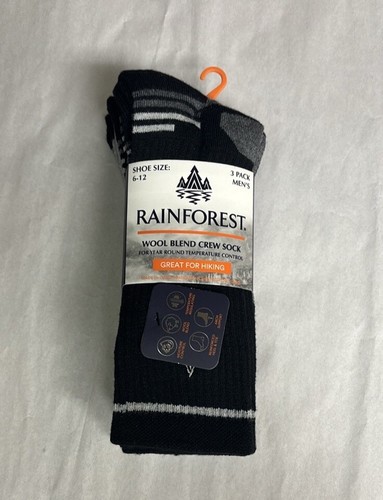 SHOE SIZE:
6-12
3 PACK
MEN'S
RAINFOREST.
WOOL BLEND CREW SOCK
FOR YEAR ROUND TEMPERATURE CONTROL
GREAT FOR HIKING